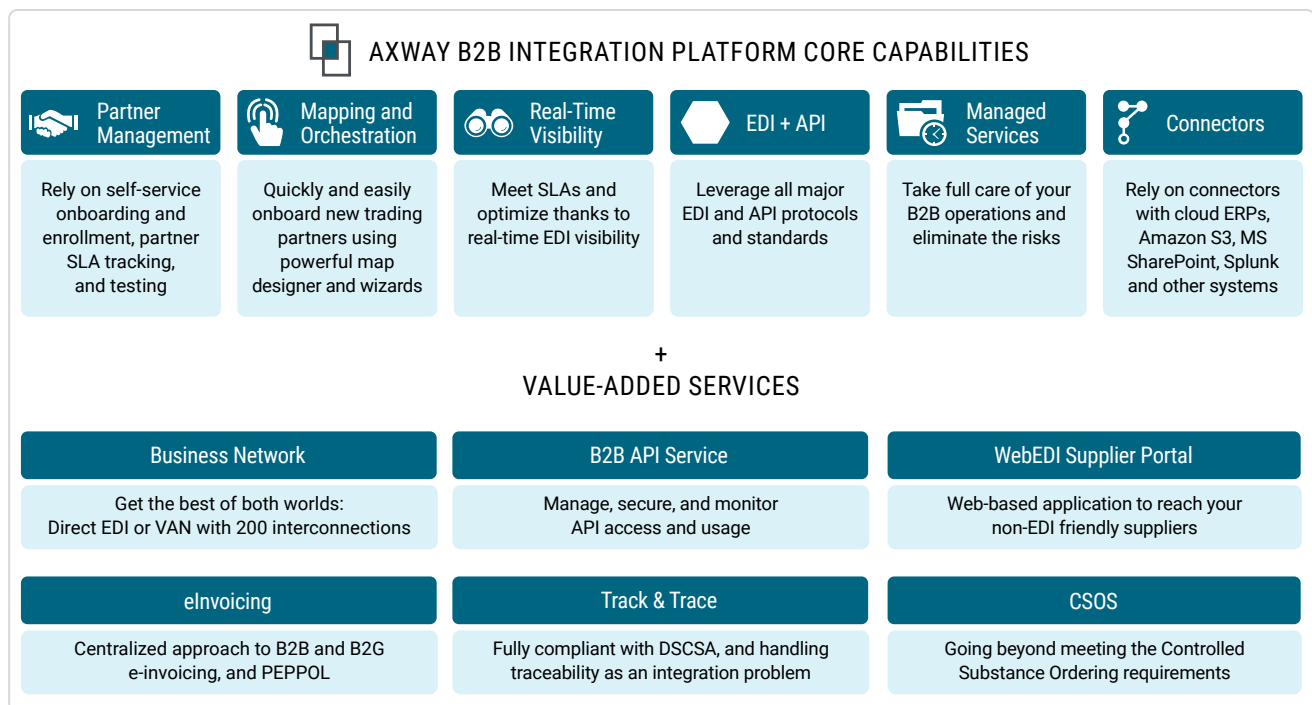 AXWAY B2B INTEGRATION PLATFORM CORE CAPABILITIES
Partner
Management
Rely on self-service
onboarding and
enrollment, partner
SLA tracking,
and testing
Mapping and
Orchestration
Quickly and easily
onboard new trading
partners using
powerful map
designer and wizards
Real-Time
Visibility
Meet SLAs and
optimize thanks to
real-time EDI visibility
EDI + API
Leverage all major
EDI and API protocols
and standards
Managed
Services
Take full care of your
B2B operations and
eliminate the risks
Connectors
Rely on connectors
with cloud ERPs,
Amazon S3, MS
SharePoint, Splunk
and other systems
+
VALUE-ADDED SERVICES
Business Network
Get the best of both worlds:
Direct EDI or VAN with 200 interconnections
B2B API Service
Manage, secure, and monitor
API access and usage
WebEDI Supplier Portal
Web-based application to reach your
non-EDI friendly suppliers
eInvoicing
Centralized approach to B2B and B2G
e-invoicing, and PEPPOL
Track & Trace
Fully compliant with DSCSA, and handling
traceability as an integration problem
CSOS
Going beyond meeting the Controlled
Substance Ordering requirements